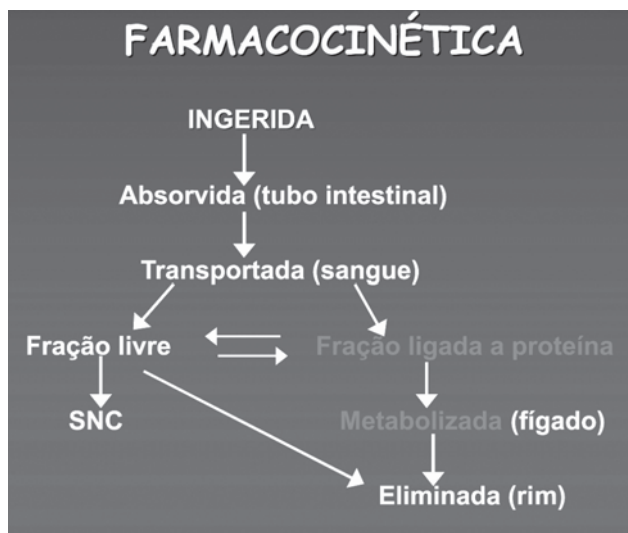 FARMACOCINÉTICA
INGERIDA
Absorvida (tubo intestinal)
Transportada (sangue)
Fração livre
Fração ligada a proteína
SNC
Metabolizada (fígado)
Eliminada (rim)